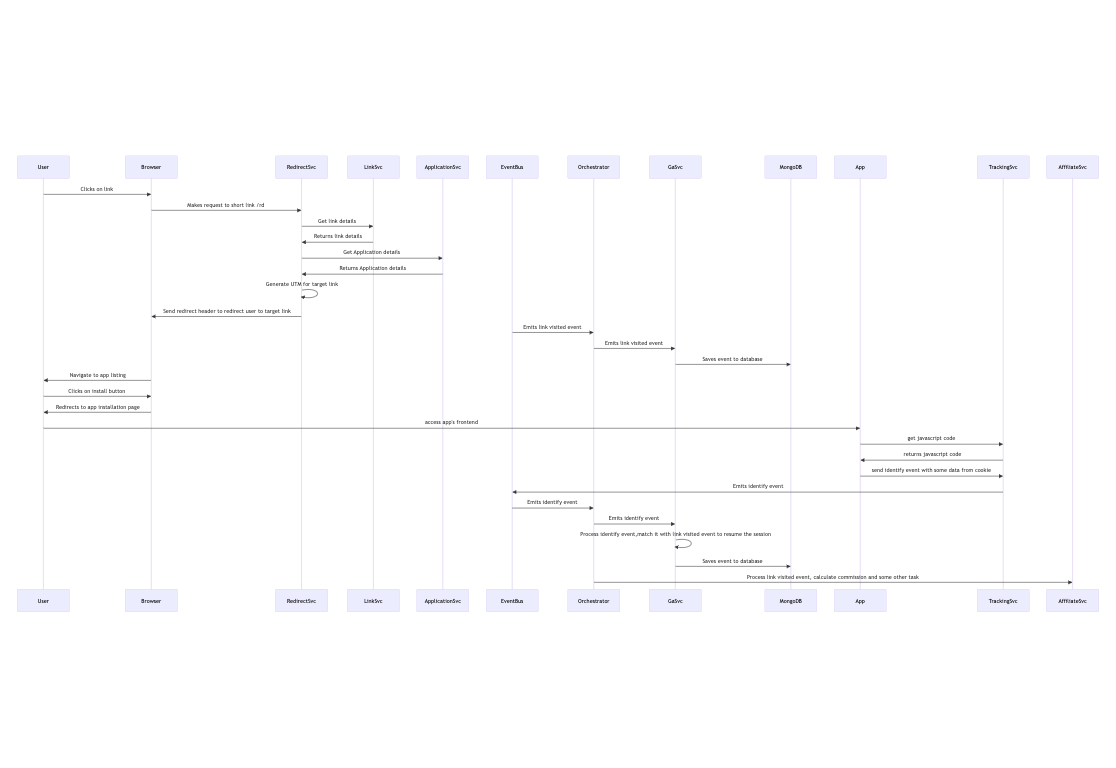 User Browser RedirectSvc LinkSvc ApplicationSvc EventBus Orchestrator GaSvc MongoDB App TrackingSvc AffiliateSvc
Clicks on link
Makes request to short link /rd
Get link details
Returns link details
Get Application details
Returns Application details
Generate UTM for target link
Send redirect header to redirect user to target link
Emits link visited event
Emits link visited event
Saves event to database
Navigate to app listing
Clicks on install button
Redirects to app installation page
access app's frontend
get javascript code
returns javascript code
send identify event with some data from cookie
Emits identify event
Emits identify event
Emits identify event
Process identify event,match it with link visited event to resume the session
Saves event to database
Process link visited event, calculate commission and some other task
User Browser RedirectSvc LinkSvc ApplicationSvc EventBus Orchestrator GaSvc MongoDB App TrackingSvc AffiliateSvc